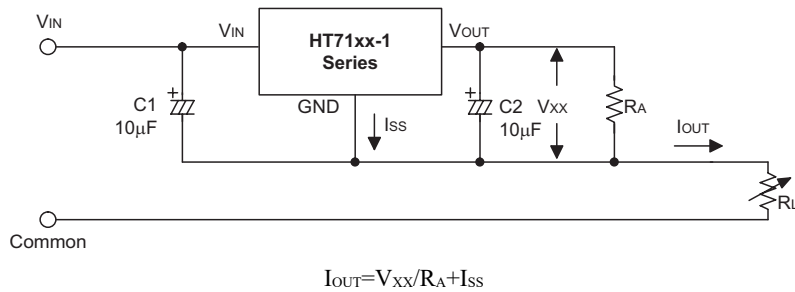 VIN
VIN
HT71xx-1
Series
VOUT
GND
ISS
C1
10μF
C2
10μF
VXX
RA
IOUT
RL
Common
IOUT=VXX/RA+ISS